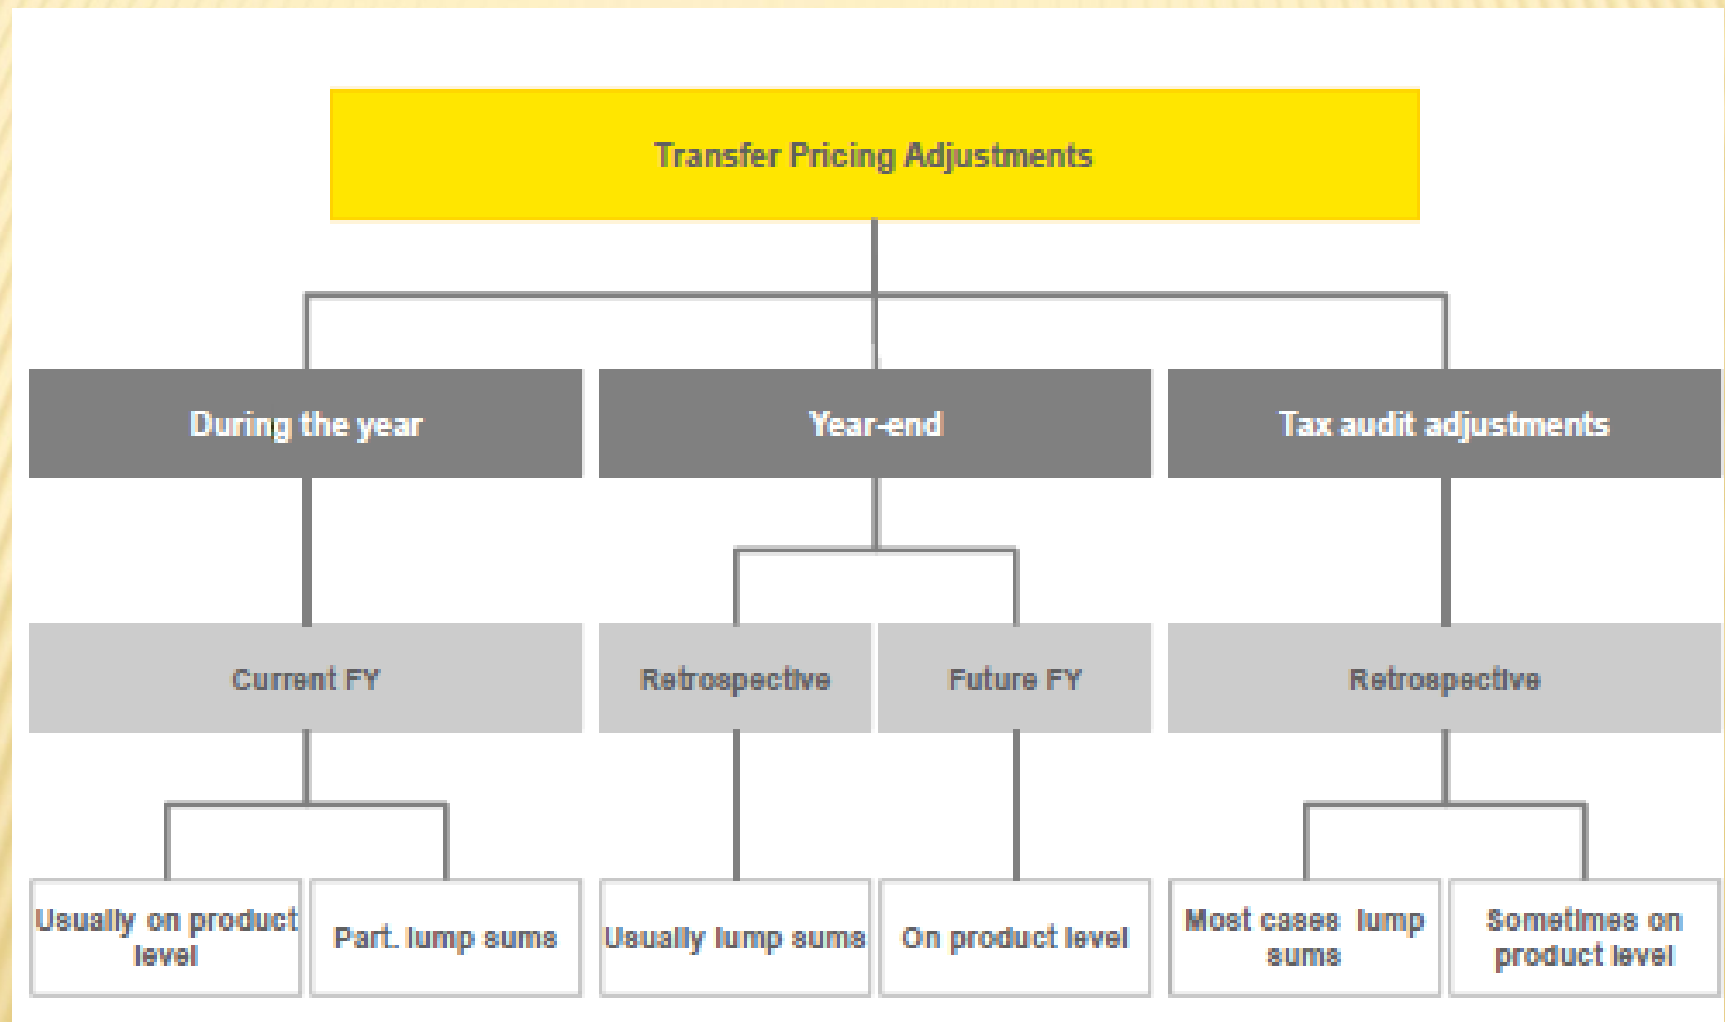 Transfer Pricing Adjustments
During the year
Year-end
Tax audit adjustments
Current FY
Retrospective
Future FY
Retrospective
Usually on product
level
Part. lump sums
Usually lump sums
On product level
Most cases lump
sums
Sometimes on
product level